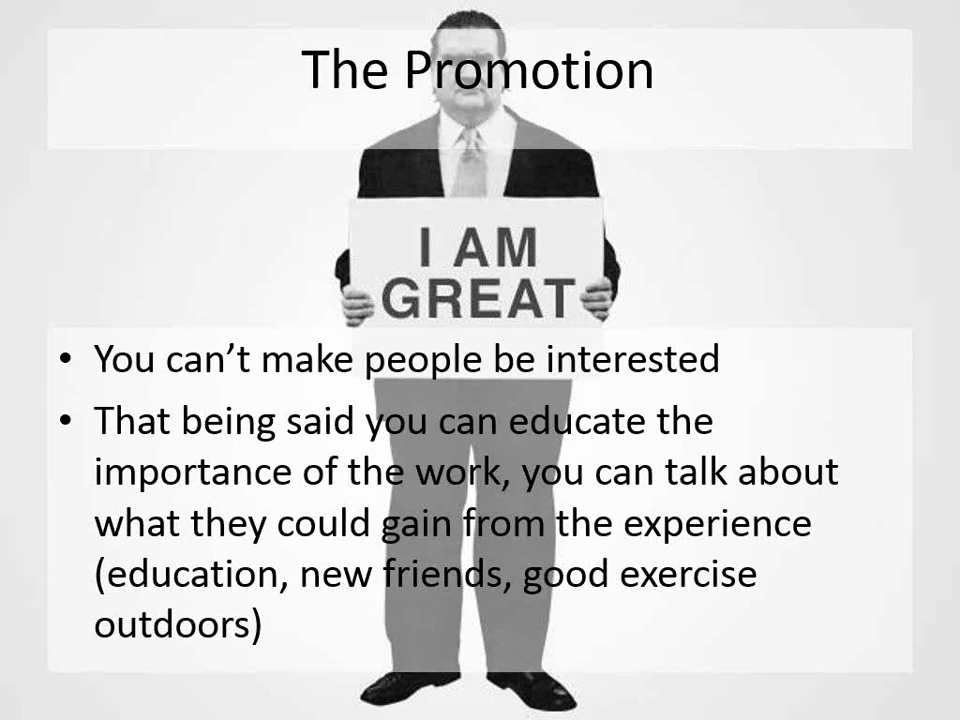 The Promotion
I AM
GREAT
• You can’t make people be interested
• That being said you can educate the
importance of the work, you can talk about
what they could gain from the experience
(education, new friends, good exercise
outdoors)